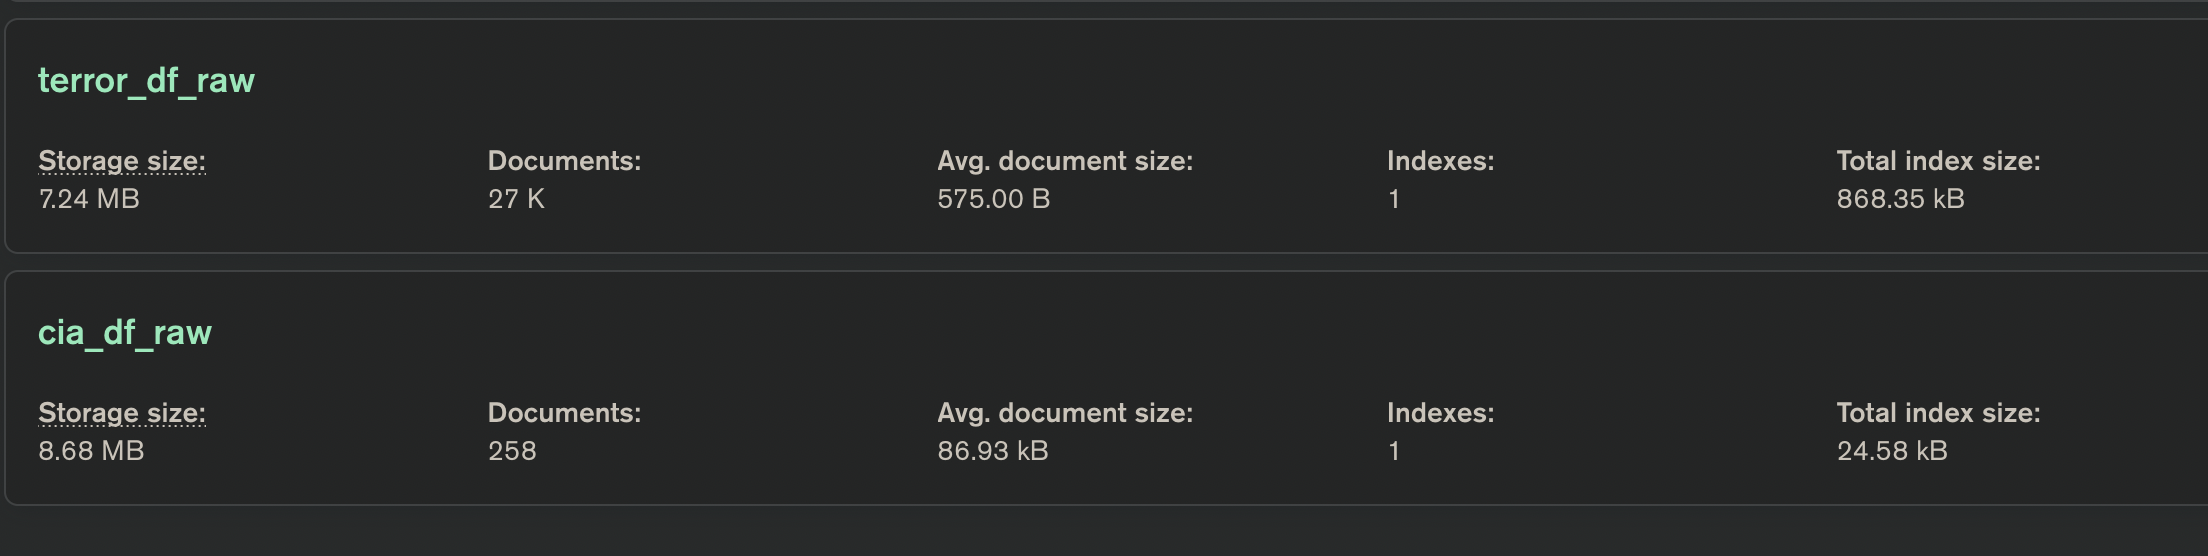 terror_df_raw
Storage size: Documents: Avg. document size: Indexes: Total index size:
7.24 MB 27 K 575.00 B 1 868.35 kB
cia_df_raw
Storage size: Documents: Avg. document size: Indexes: Total index size:
8.68 MB 258 86.93 kB 1 24.58 kB